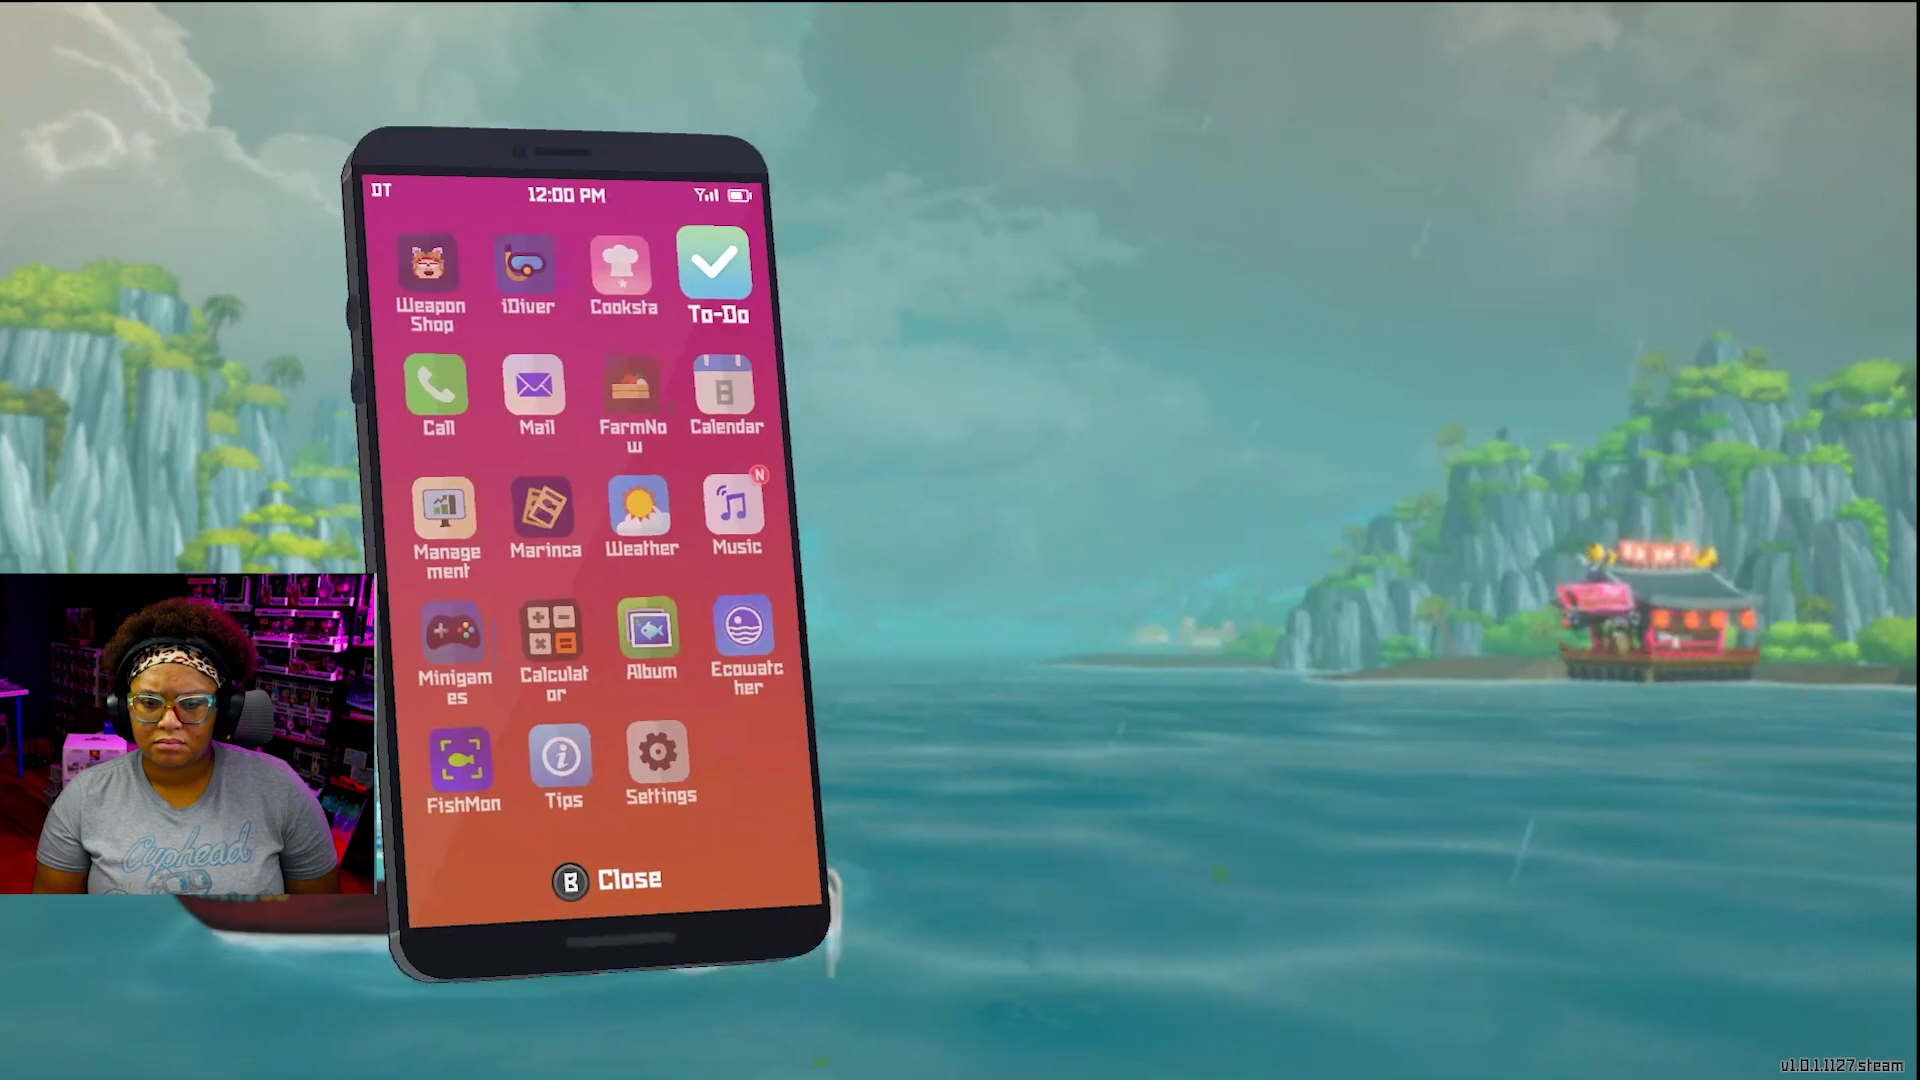 DT
12:00 PM
Weapon
Shop
iDiver
Cooksta
To-Do
Call
Mail
FarmNo
w
Calendar
Manage
ment
Marinca
Weather
N
Music
Minigam
es
Calculat
or
Album
Ecowatc
her
FishMon
Tips
Settings
B Close
Cuphead
v1.0.1.1127.steam